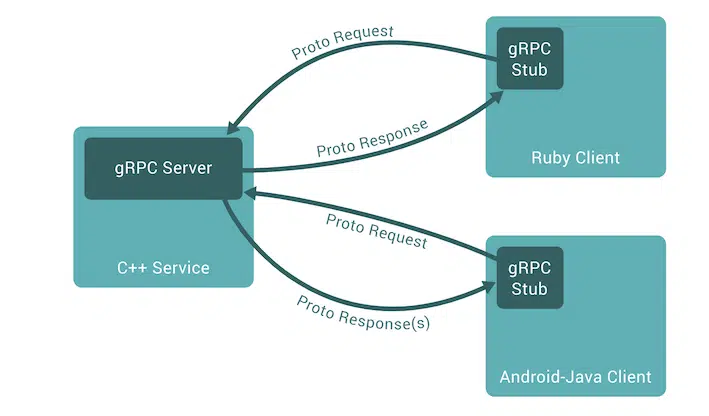 Proto Request
gRPC
Stub
Ruby Client
Proto Response
gRPC Server
C++ Service
Proto Request
gRPC
Stub
Proto Response(s)
Android-Java Client